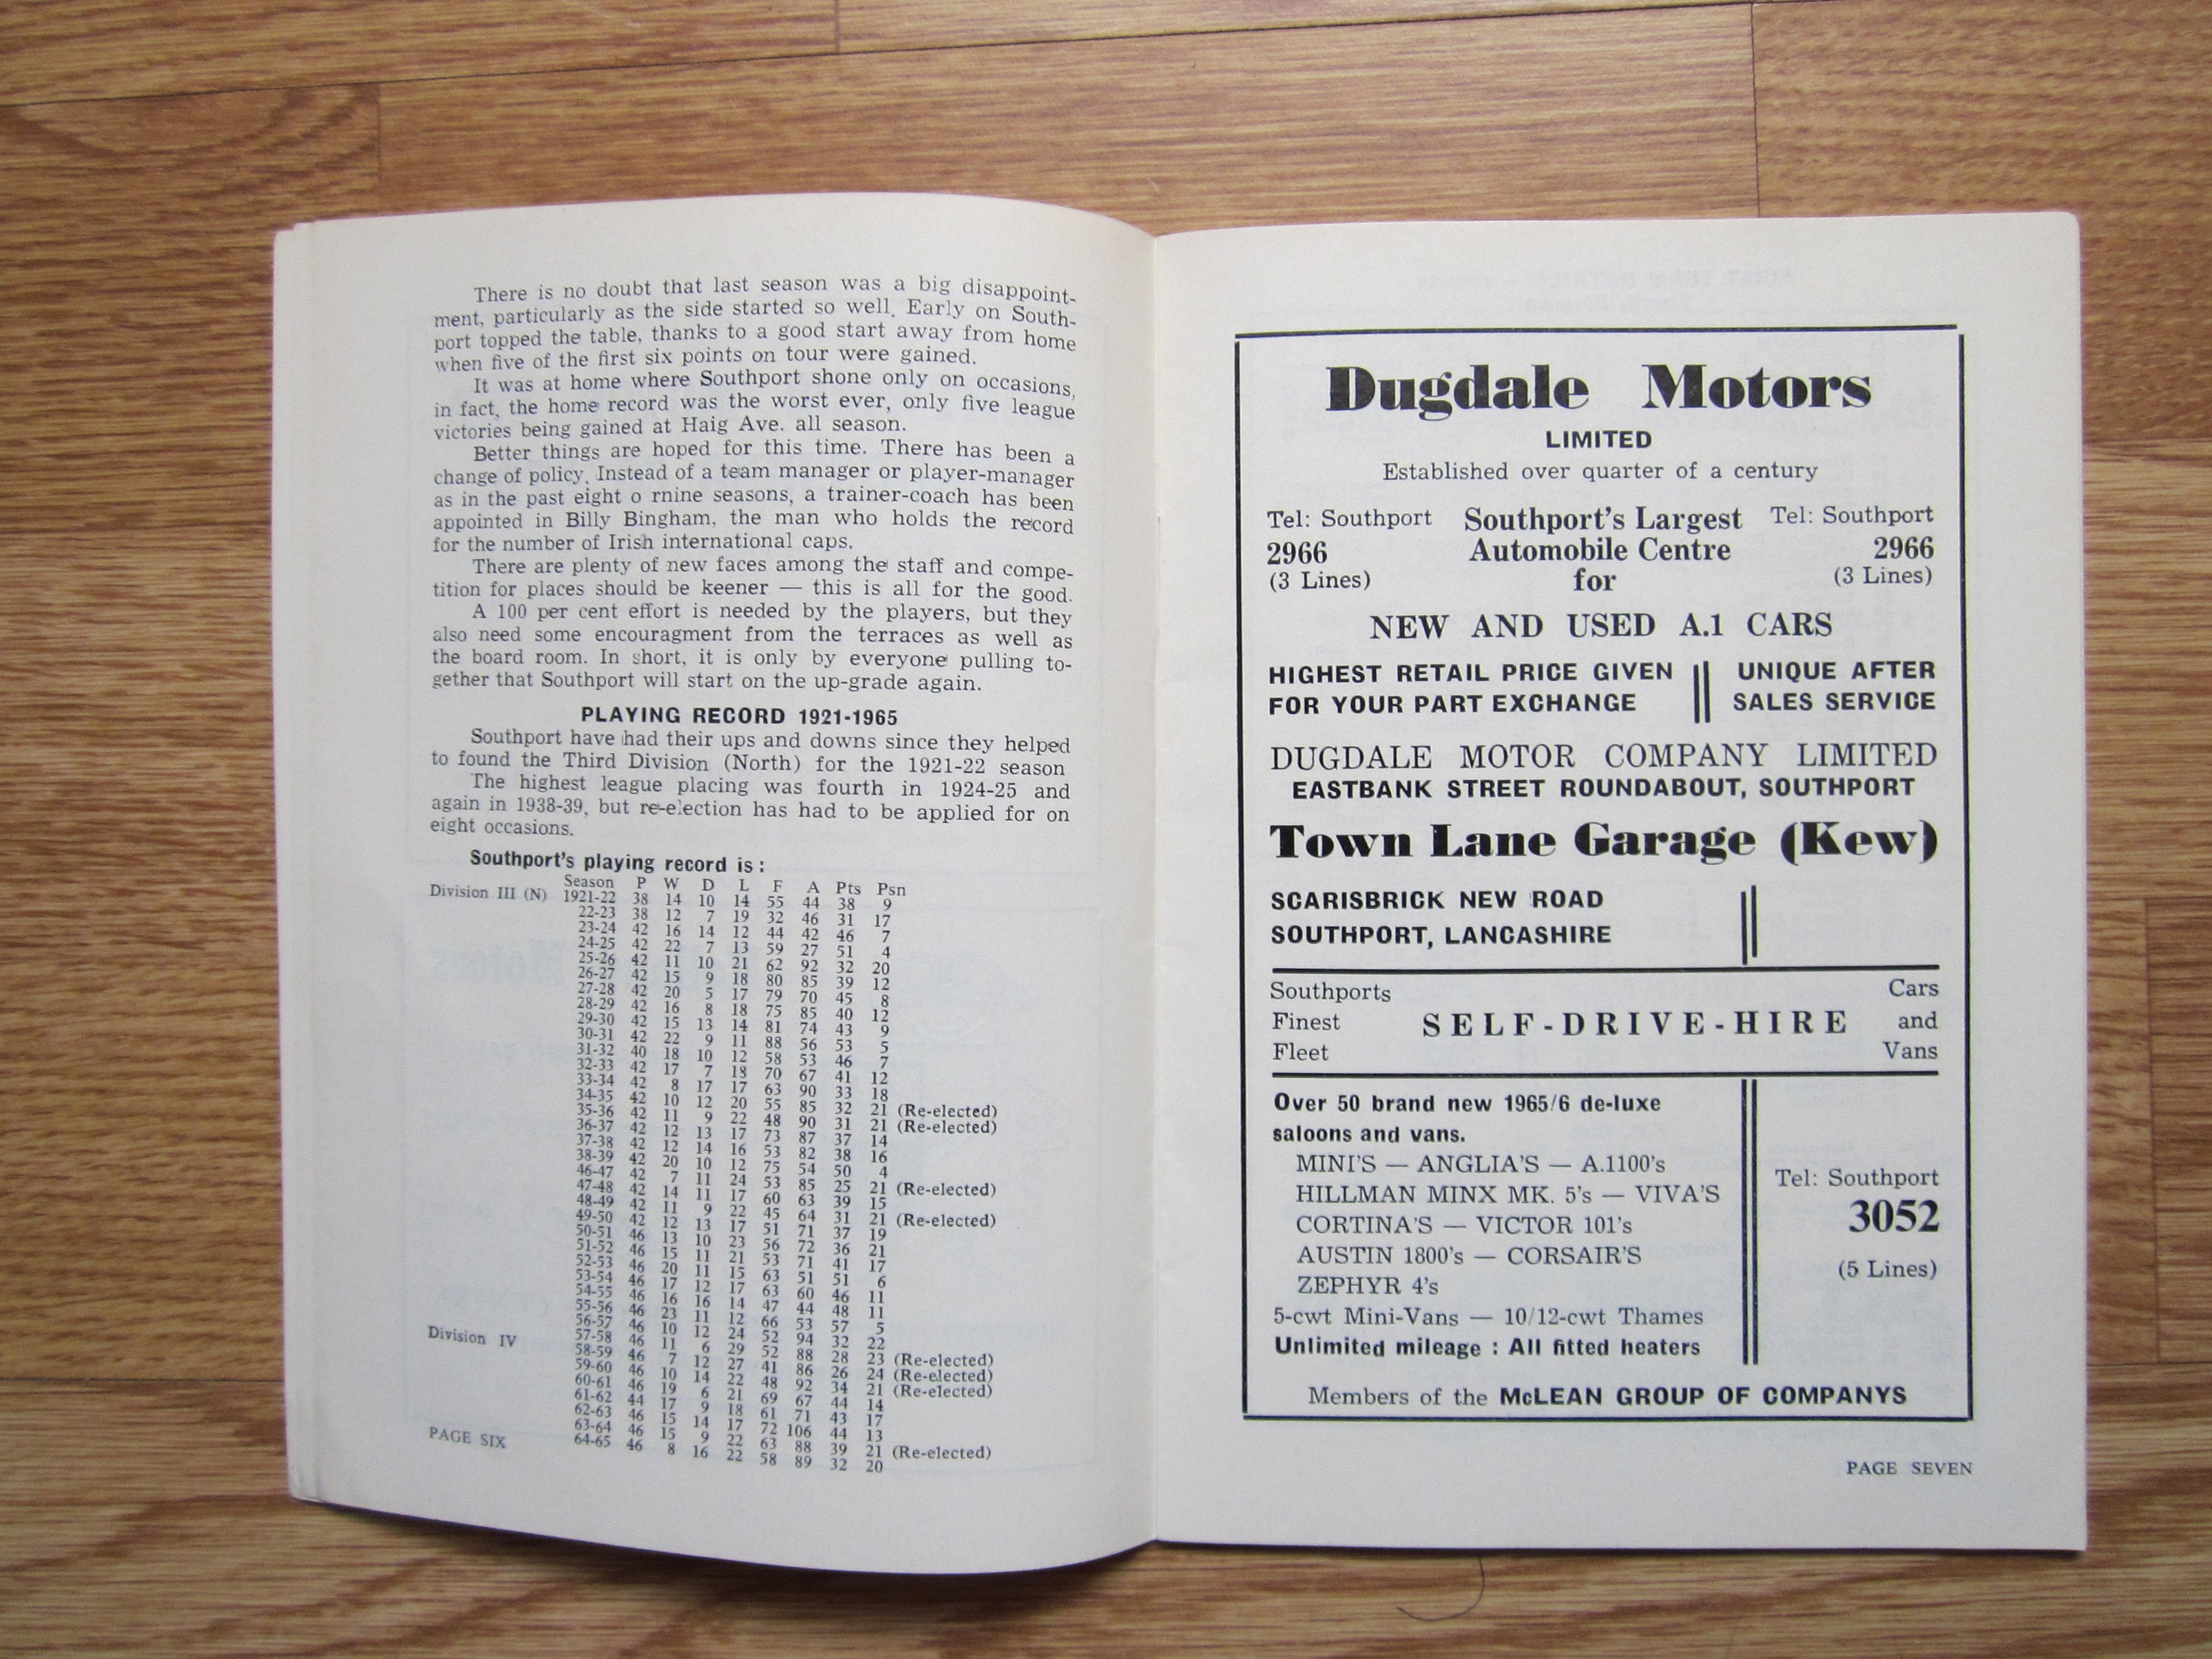 There is no doubt that last season was a big disappoint-
ment, particularly as the side started so well. Early on South-
port topped the table, thanks to a good start away from home
when five of the first six points on tour were gained.
It was at home where Southport shone only on occasions,
in fact, the home record was the worst ever, only five league
victories being gained at Haig Ave. all season.
Better things are hoped for this time. There has been a
change of policy. Instead of a team manager or player-manager
as in the past eight o rnine seasons, a trainer-coach has been
appointed in Billy Bingham, the man who holds the record
for the number of Irish international caps.
There are plenty of new faces among the staff and compe-
tition for places should be keener — this is all for the good.
A 100 per cent effort is needed by the players, but they
also need some encouragment from the terraces as well as
the board room. In short, it is only by everyone pulling to-
gether that Southport will start on the up-grade again.
PLAYING RECORD 1921-1965
Southport have had their ups and downs since they helped
to found the Third Division (North) for the 1921-22 season
The highest league placing was fourth in 1924-25 and
again in 1938-39, but re-election has had to be applied for on
eight occasions.
Southport's playing record is :
Season P W D L F A Pts Psn
Division III (N) 1921-22 38 14 10 14 55 44 38 9
22-23 38 12 7 19 32 46 31 17
23-24 42 16 14 12 44 42 46 7
24-25 42 22 7 13 59 27 51 4
25-26 42 11 10 21 62 92 32 20
26-27 42 15 9 18 80 85 39 12
27-28 42 20 5 17 79 70 45 8
28-29 42 16 8 18 75 85 40 12
29-30 42 15 13 14 81 74 43 9
30-31 42 22 9 11 88 56 53 5
31-32 40 18 10 12 58 53 46 7
32-33 42 17 7 18 70 67 41 12
33-34 42 8 17 17 63 90 33 18
34-35 42 10 12 20 55 85 32 21 (Re-elected)
35-36 42 11 9 22 48 90 31 21 (Re-elected)
36-37 42 12 13 17 73 87 37 14
37-38 42 12 14 16 53 82 38 16
38-39 42 20 10 12 75 54 50 4
46-47 42 7 11 24 53 85 25 21 (Re-elected)
47-48 42 14 11 17 60 63 39 15
48-49 42 11 9 22 45 64 31 21 (Re-elected)
49-50 42 12 13 17 51 71 37 19
50-51 46 13 10 23 56 72 36 21
51-52 46 15 11 21 53 71 41 17
52-53 46 20 11 15 63 51 51 6
53-54 46 17 12 17 63 60 46 11
54-55 46 16 16 14 47 44 48 11
55-56 46 23 11 12 66 53 57 5
56-57 46 10 12 24 52 94 32 22
57-58 46 11 6 29 52 88 28 23 (Re-elected)
Division IV 58-59 46 7 12 27 41 86 26 24 (Re-elected)
59-60 46 10 14 22 48 92 34 21 (Re-elected)
60-61 46 19 6 21 69 67 44 14
61-62 44 17 9 18 61 71 43 17
62-63 46 15 14 17 72 106 44 13
63-64 46 15 9 22 63 88 39 21 (Re-elected)
64-65 46 8 16 22 58 89 32 20
PAGE SIX
Dugdale Motors
LIMITED
Established over quarter of a century
Tel: Southport Southport's Largest Tel: Southport
2966 Automobile Centre 2966
(3 Lines) for (3 Lines)
NEW AND USED A.1 CARS
HIGHEST RETAIL PRICE GIVEN UNIQUE AFTER
FOR YOUR PART EXCHANGE SALES SERVICE
DUGDALE MOTOR COMPANY LIMITED
EASTBANK STREET ROUNDABOUT, SOUTHPORT
Town Lane Garage (Kew)
SCARISBRICK NEW ROAD
SOUTHPORT, LANCASHIRE
Southports Cars
Finest SELF-DRIVE-HIRE and
Fleet Vans
Over 50 brand new 1965/6 de-luxe
saloons and vans.
MINI'S — ANGLIA'S — A.1100's
HILLMAN MINX MK. 5's — VIVA'S
CORTINA'S — VICTOR 101's
AUSTIN 1800's — CORSAIR'S
ZEPHYR 4's
5-cwt Mini-Vans — 10/12-cwt Thames
Unlimited mileage : All fitted heaters
Tel: Southport
3052
(5 Lines)
Members of the McLEAN GROUP OF COMPANYS
PAGE SEVEN